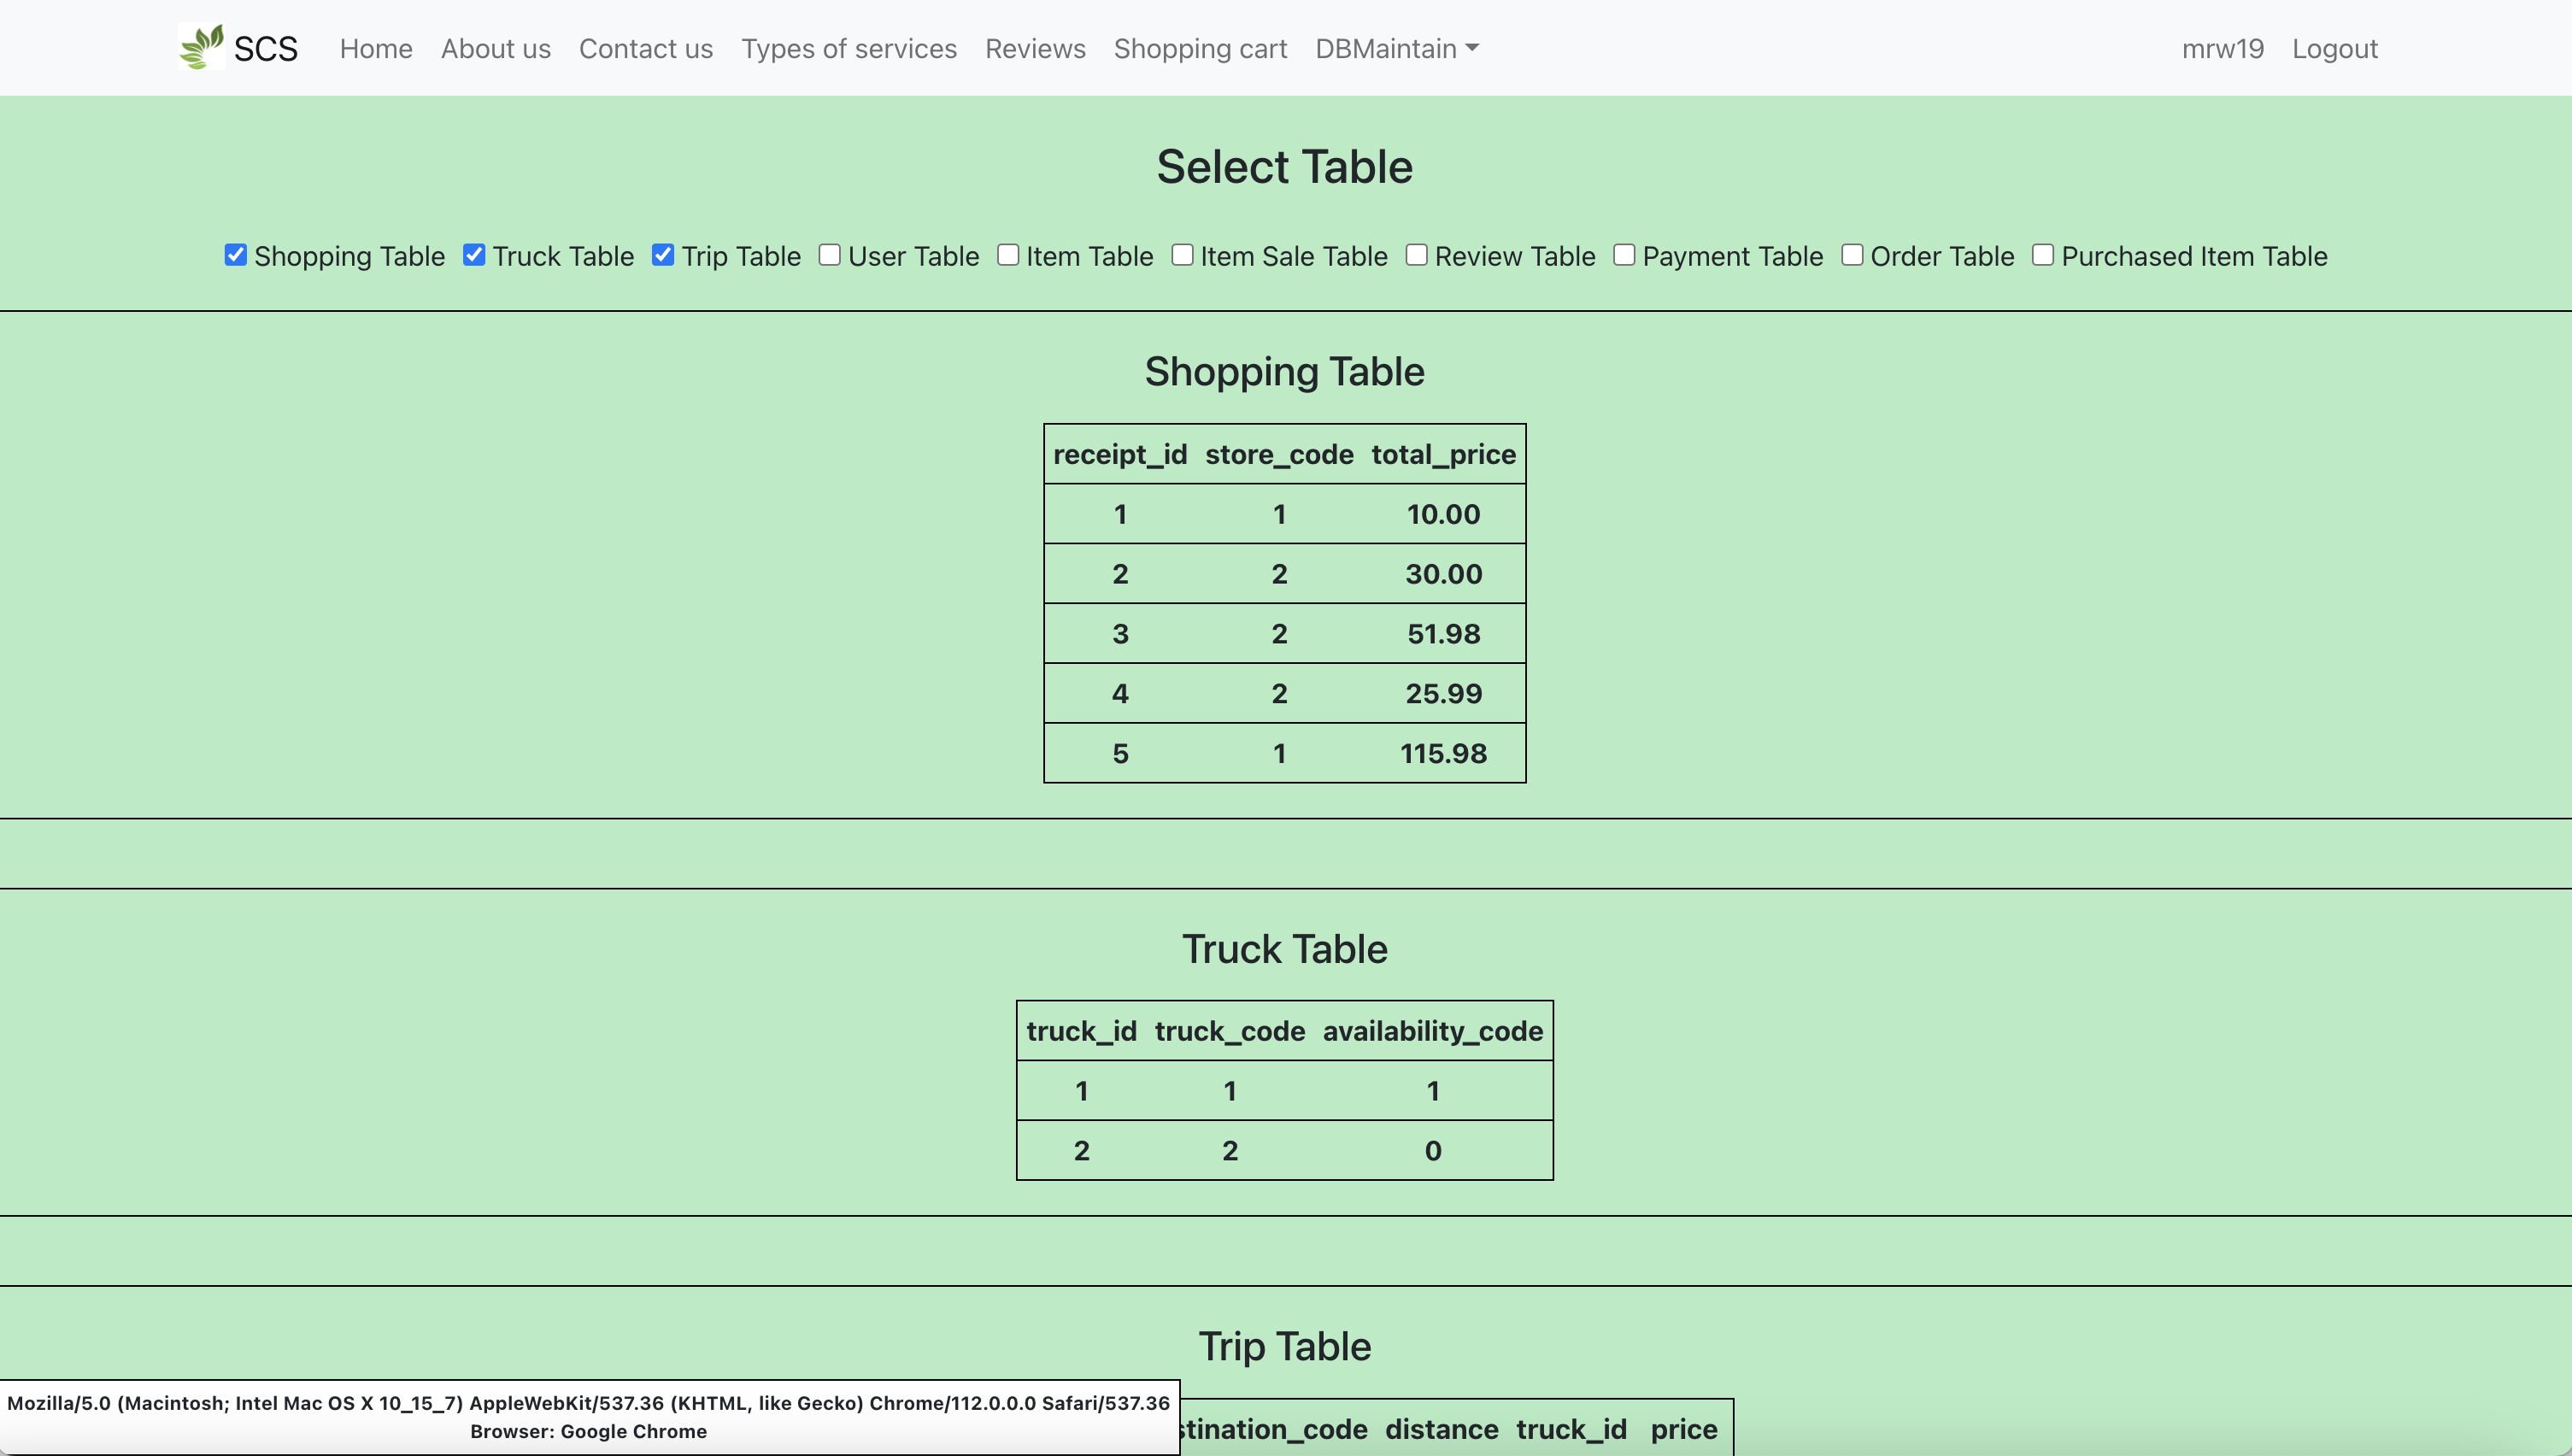 SCS Home About us Contact us Types of services Reviews Shopping cart DBMaintain mrw19 Logout
Select Table
Shopping Table Truck Table Trip Table User Table Item Table Item Sale Table Review Table Payment Table Order Table Purchased Item Table
Shopping Table
receipt_id store_code total_price
1 1 10.00
2 2 30.00
3 2 51.98
4 2 25.99
5 1 115.98
Truck Table
truck_id truck_code availability_code
1 1 1
2 2 0
Trip Table
stination_code distance truck_id price
Mozilla/5.0 (Macintosh; Intel Mac OS X 10_15_7) AppleWebKit/537.36 (KHTML, like Gecko) Chrome/112.0.0.0 Safari/537.36
Browser: Google Chrome